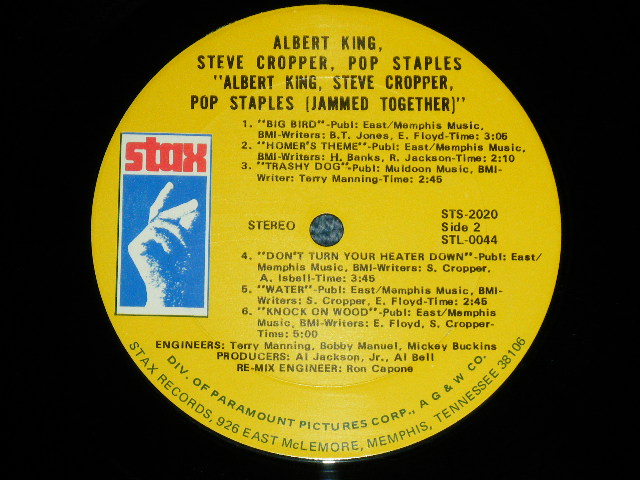 ALBERT KING,
STEVE CROPPER, POP STAPLES
"ALBERT KING, STEVE CROPPER,
POP STAPLES (JAMMED TOGETHER)"
1. "BIG BIRD"-Publ: East/Memphis Music,
BMI-Writers: B.T. Jones, E. Floyd-Time: 3:05
2. "HOMER'S THEME"-Publ: East/Memphis Music,
BMI-Writers: H. Banks, R. Jackson-Time: 2:10
3. "TRASHY DOG"-Publ: Muldoon Music, BMI-
Writer: Terry Manning-Time: 2:45
stax
STEREO
STS-2020
Side 2
STL-0044
4. "DON'T TURN YOUR HEATER DOWN"-Publ: East/
Memphis Music, BMI-Writers: S. Cropper,
A. Isbell-Time: 3:45
5. "WATER"-Publ: East/Memphis Music, BMI-
Writers: S. Cropper, E. Floyd-Time: 2:45
6. "KNOCK ON WOOD"-Publ: East/Memphis
Music, BMI-Writers: E. Floyd, S. Cropper-
Time: 5:00
ENGINEERS: Terry Manning, Bobby Manuel, Mickey Buckins
PRODUCERS: Al Jackson, Jr., Al Bell
RE-MIX ENGINEER: Ron Capone
DIV. OF PARAMOUNT PICTURES CORP., A G & W CO.
STAX RECORDS, 926 EAST McLEMORE, MEMPHIS, TENNESSEE 38106